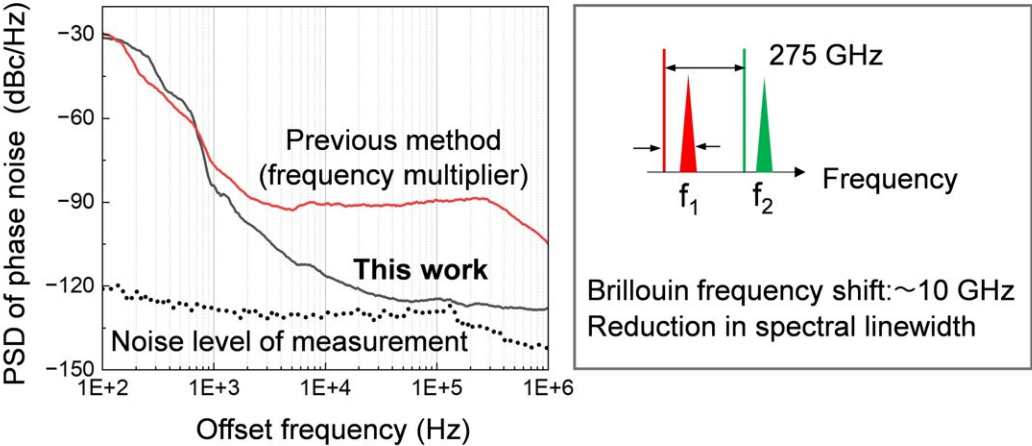 PSD of phase noise (dBc/Hz)
−30
−60
−90
−120
−150
Previous method
(frequency multiplier)
This work
Noise level of measurement
1E+2 1E+3 1E+4 1E+5 1E+6
Offset frequency (Hz)
275 GHz
Frequency
f1 f2
Brillouin frequency shift:～10 GHz
Reduction in spectral linewidth